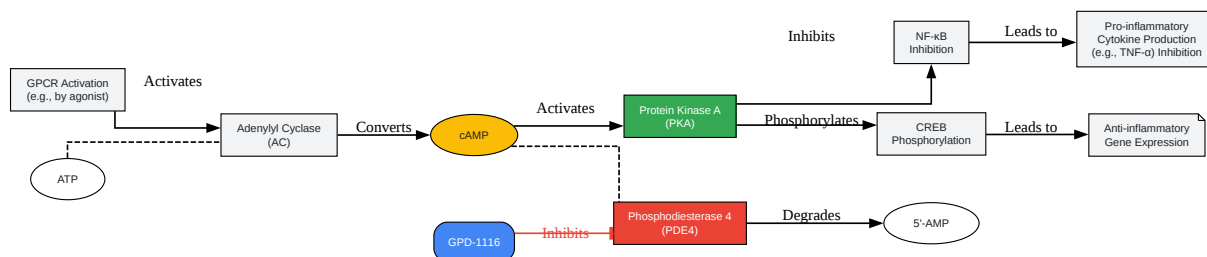 GPCR Activation
(e.g., by agonist)
Activates
ATP
Adenylyl Cyclase
(AC)
Converts
cAMP
Activates
Protein Kinase A
(PKA)
Inhibits
NF-κB
Inhibition
Leads to
Pro-inflammatory
Cytokine Production
(e.g., TNF-α) Inhibition
Phosphorylates
CREB
Phosphorylation
Leads to
Anti-inflammatory
Gene Expression
GPD-1116
Inhibits
Phosphodiesterase 4
(PDE4)
Degrades
5'-AMP